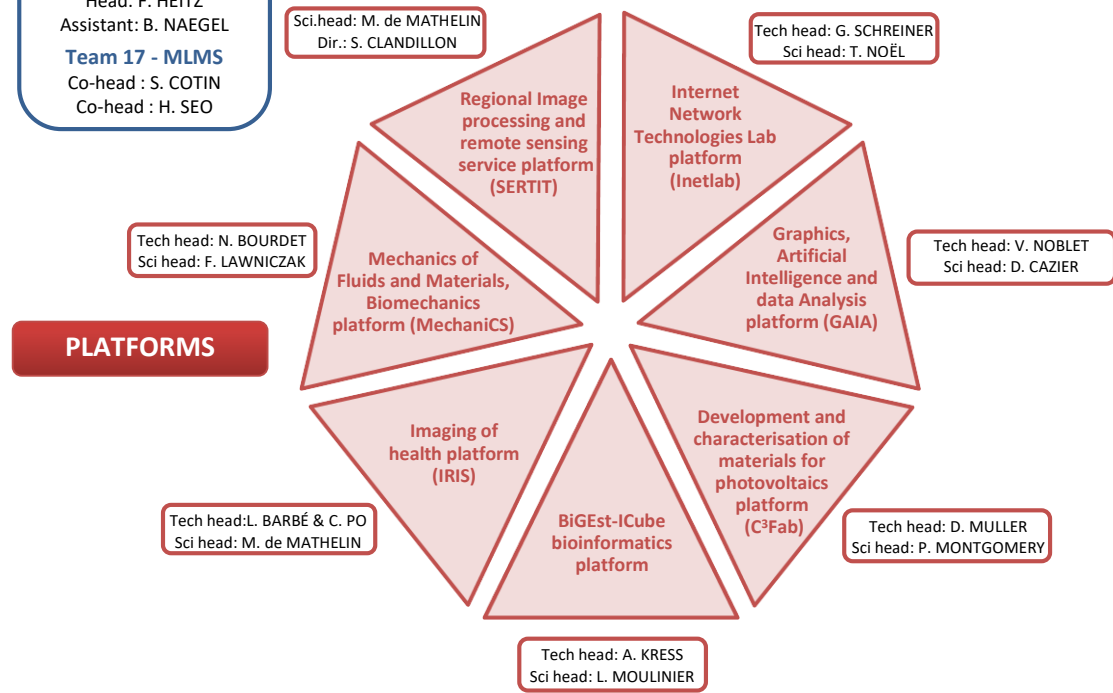 Head: F. HEITZ
Assistant: B. NAEGEL
Team 17 - MLMS
Co-head : S. COTIN
Co-head : H. SEO
Sci.head: M. de MATHELIN
Dir.: S. CLANDILLON
Tech head: G. SCHREINER
Sci head: T. NOËL
Regional Image
processing and
remote sensing
service platform
(SERTIT)
Internet
Network
Technologies Lab
platform
(Inetlab)
Tech head: N. BOURDET
Sci head: F. LAWNICZAK
Mechanics of
Fluids and Materials,
Biomechanics
platform (MechaniCS)
Graphics,
Artificial
Intelligence and
data Analysis
platform (GAIA)
Tech head: V. NOBLET
Sci head: D. CAZIER
PLATFORMS
Imaging of
health platform
(IRIS)
Development and
characterisation of
materials for
photovoltaics
platform
(C³Fab)
Tech head:L. BARBÉ & C. PO
Sci head: M. de MATHELIN
BiGEst-ICube
bioinformatics
platform
Tech head: D. MULLER
Sci head: P. MONTGOMERY
Tech head: A. KRESS
Sci head: L. MOULINIER